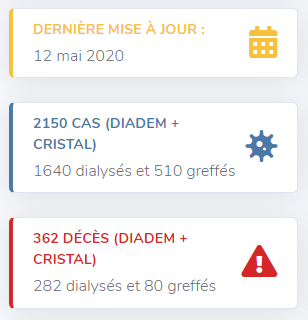 DERNIÈRE MISE À JOUR :
12 mai 2020
2150 CAS (DIADEM +
CRISTAL)
1640 dialysés et 510 greffés
362 DÉCÈS (DIADEM +
CRISTAL)
282 dialysés et 80 greffés